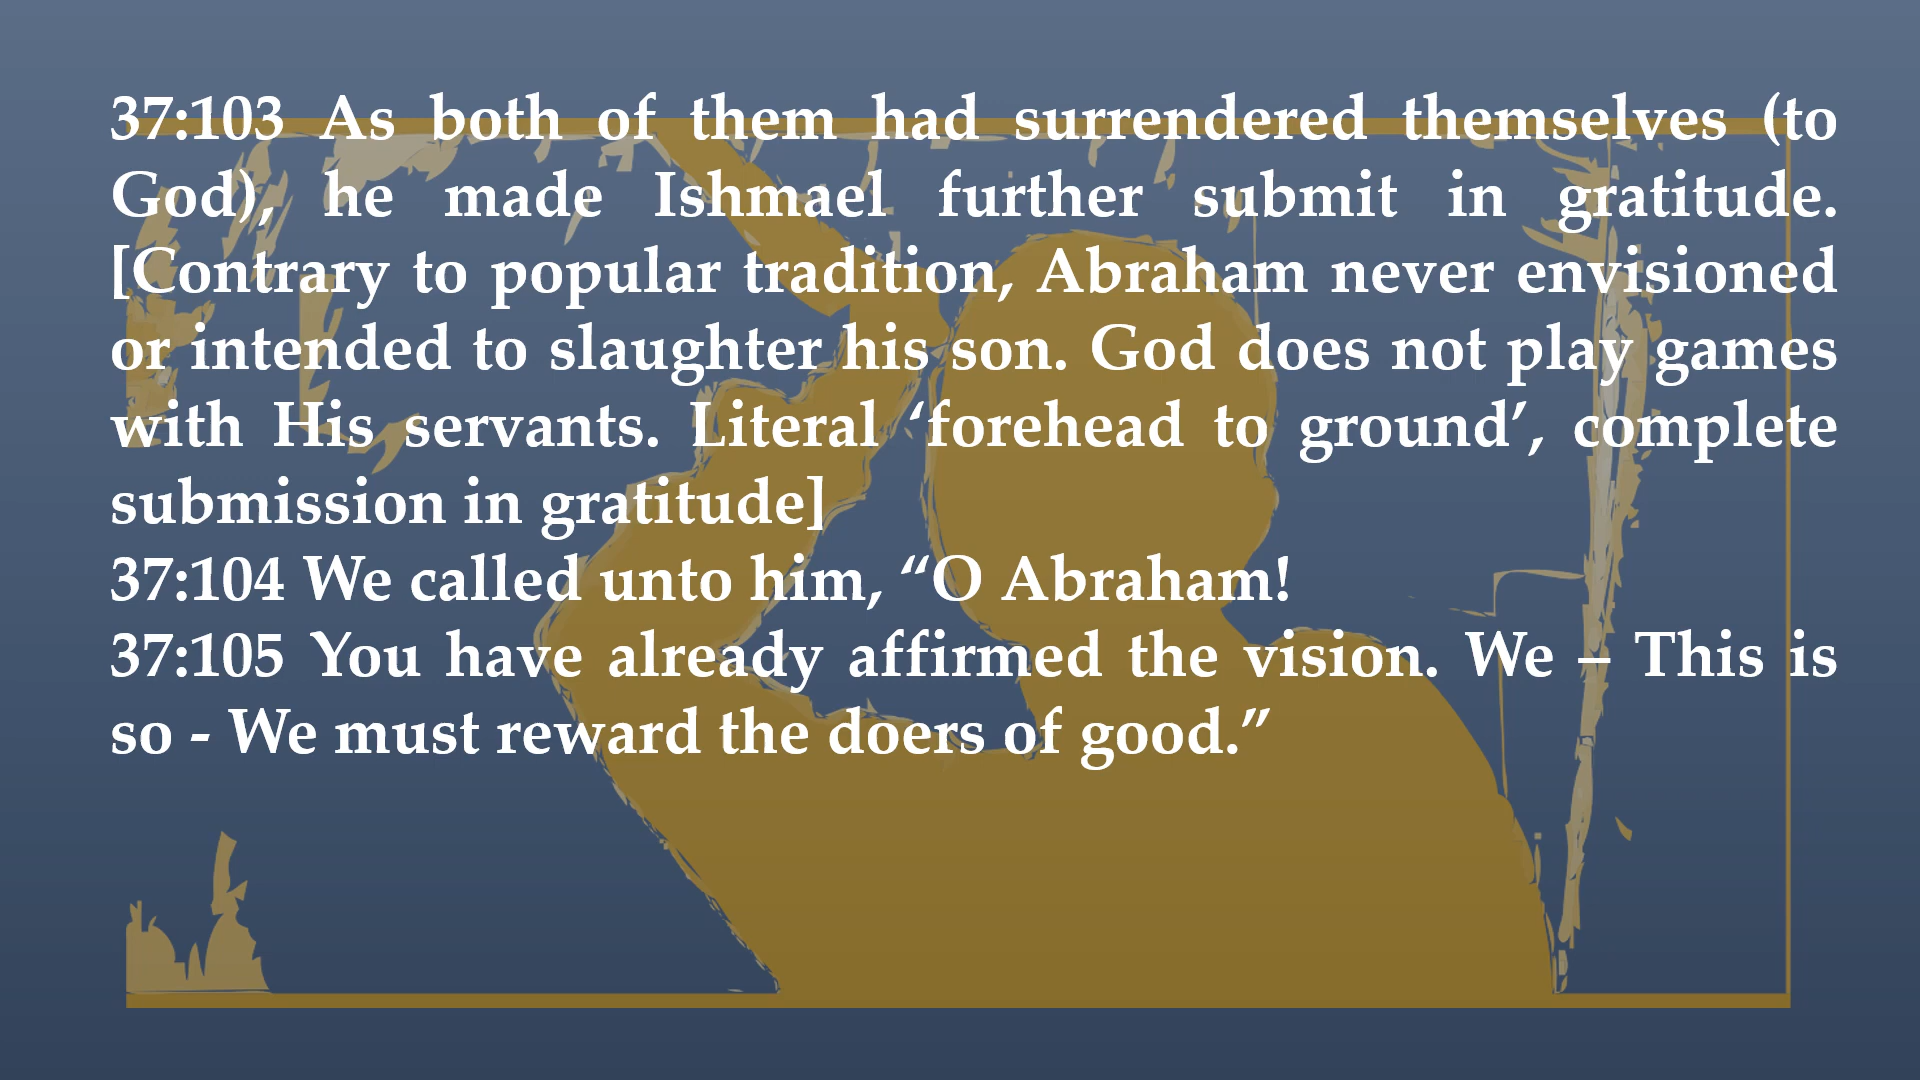 37:103 As both of them had surrendered themselves (to
God), he made Ishmael further submit in gratitude.
[Contrary to popular tradition, Abraham never envisioned
or intended to slaughter his son. God does not play games
with His servants. Literal ‘forehead to ground’, complete
submission in gratitude]
37:104 We called unto him, “O Abraham!
37:105 You have already affirmed the vision. We – This is
so - We must reward the doers of good.”